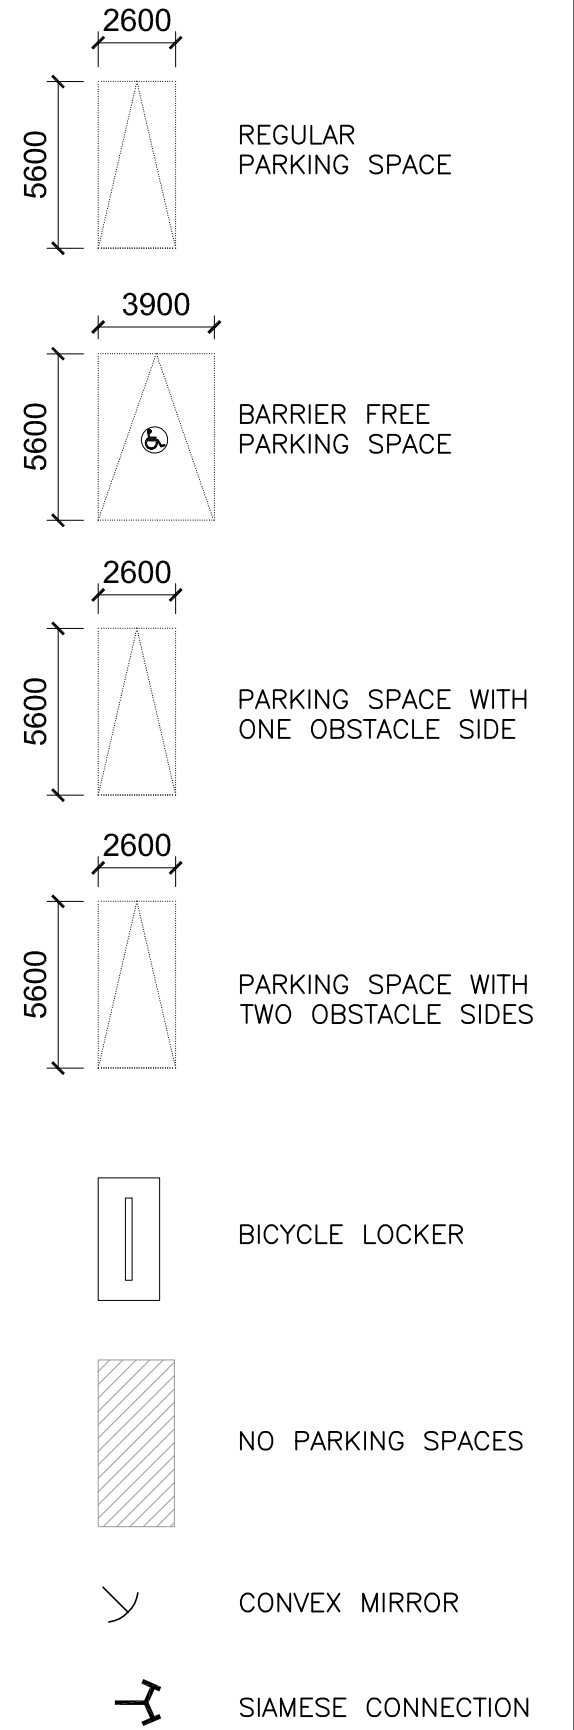 2600
5600
REGULAR
PARKING SPACE
3900
5600
BARRIER FREE
PARKING SPACE
2600
5600
PARKING SPACE WITH
ONE OBSTACLE SIDE
2600
5600
PARKING SPACE WITH
TWO OBSTACLE SIDES
BICYCLE LOCKER
NO PARKING SPACES
CONVEX MIRROR
SIAMESE CONNECTION